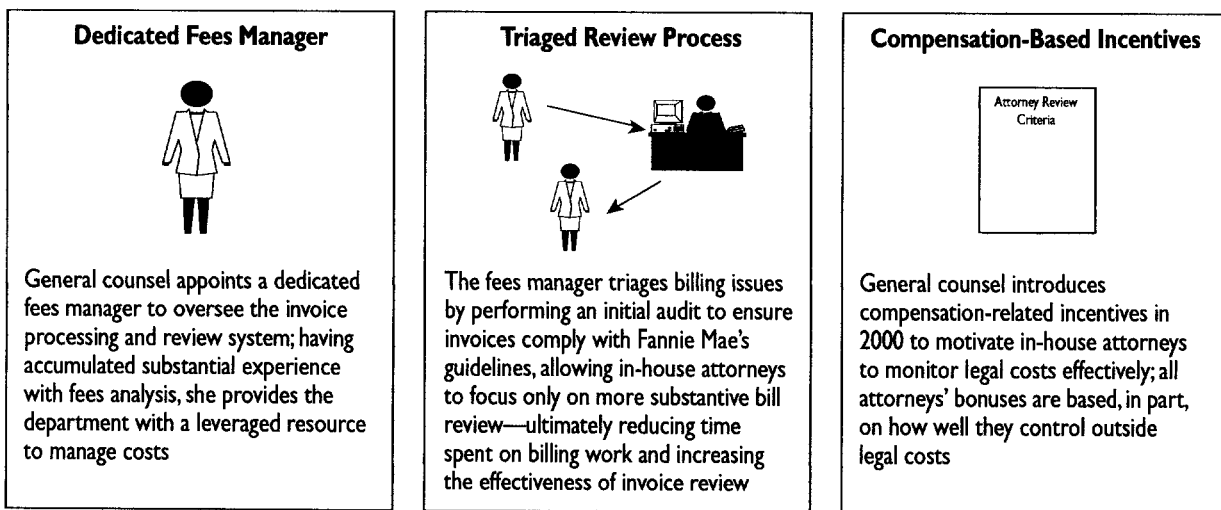 Dedicated Fees Manager
General counsel appoints a dedicated
fees manager to oversee the invoice
processing and review system; having
accumulated substantial experience
with fees analysis, she provides the
department with a leveraged resource
to manage costs
Triaged Review Process
The fees manager triages billing issues
by performing an initial audit to ensure
invoices comply with Fannie Mae's
guidelines, allowing in-house attorneys
to focus only on more substantive bill
review—ultimately reducing time
spent on billing work and increasing
the effectiveness of invoice review
Compensation-Based Incentives
Attorney Review
Criteria
General counsel introduces
compensation-related incentives in
2000 to motivate in-house attorneys
to monitor legal costs effectively; all
attorneys' bonuses are based, in part,
on how well they control outside
legal costs